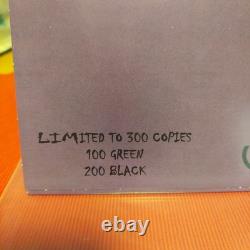 LIMITED TO 300 COPIES
100 GREEN
200 BLACK